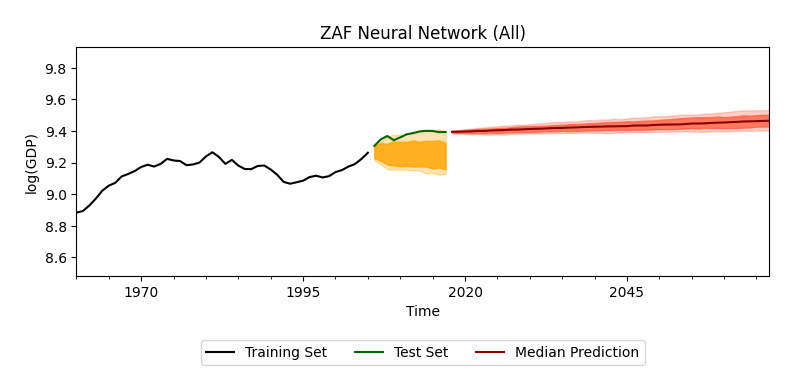 ZAF Neural Network (All)
9.8
9.6
9.4
9.2
9.0
8.8
8.6
log(GDP)
1970 1995 2020 2045
Time
Training Set Test Set Median Prediction